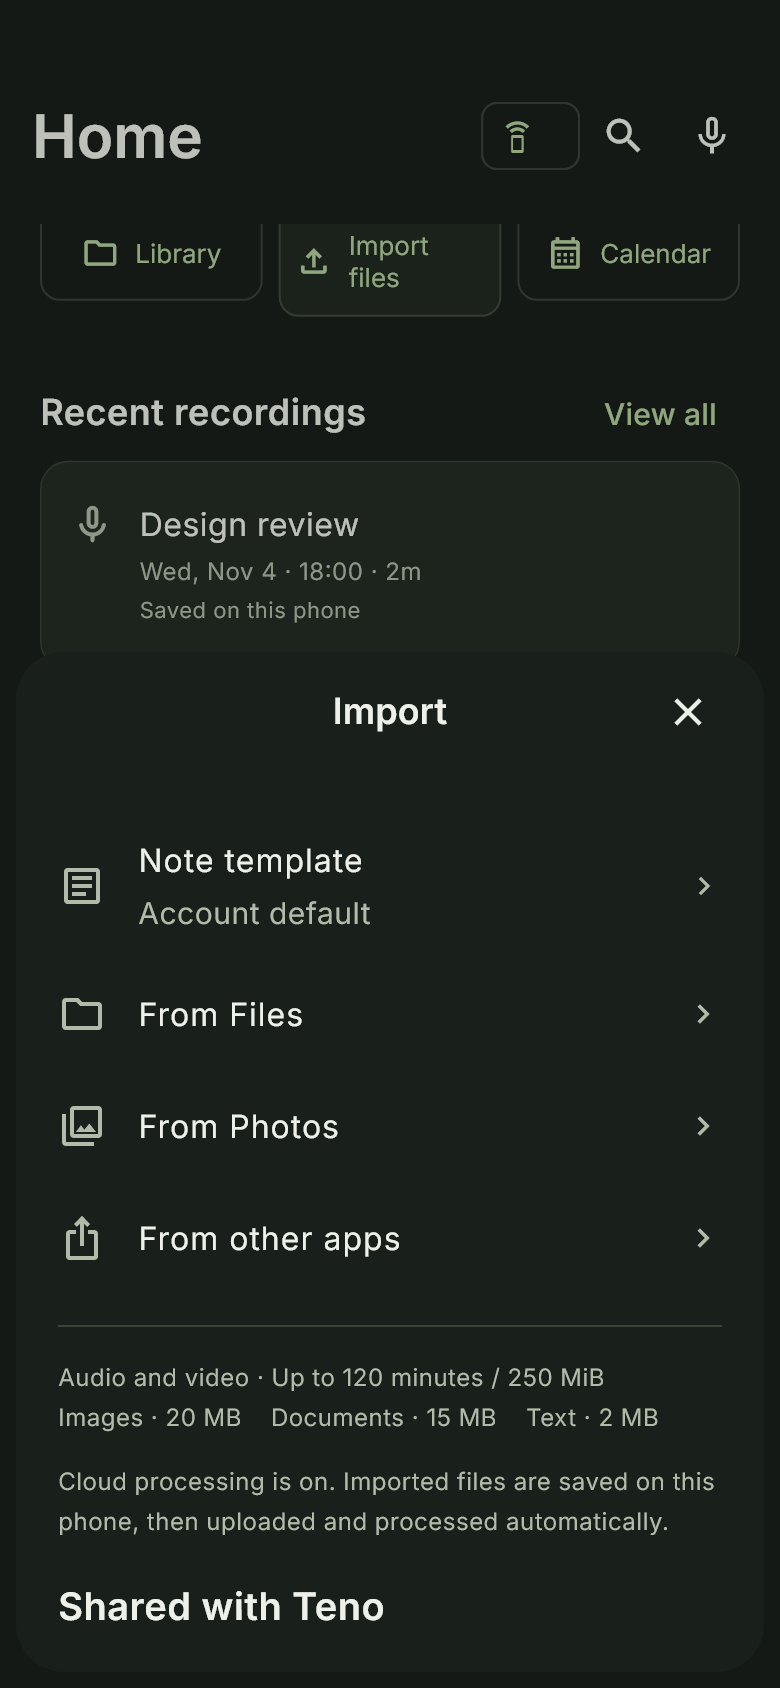 Home
Library
Import
files
Calendar
Recent recordings
View all
Design review
Wed, Nov 4 · 18:00 · 2m
Saved on this phone
Import
Note template
Account default
From Files
From Photos
From other apps
Audio and video · Up to 120 minutes / 250 MiB
Images · 20 MB Documents · 15 MB Text · 2 MB
Cloud processing is on. Imported files are saved on this
phone, then uploaded and processed automatically.
Shared with Teno